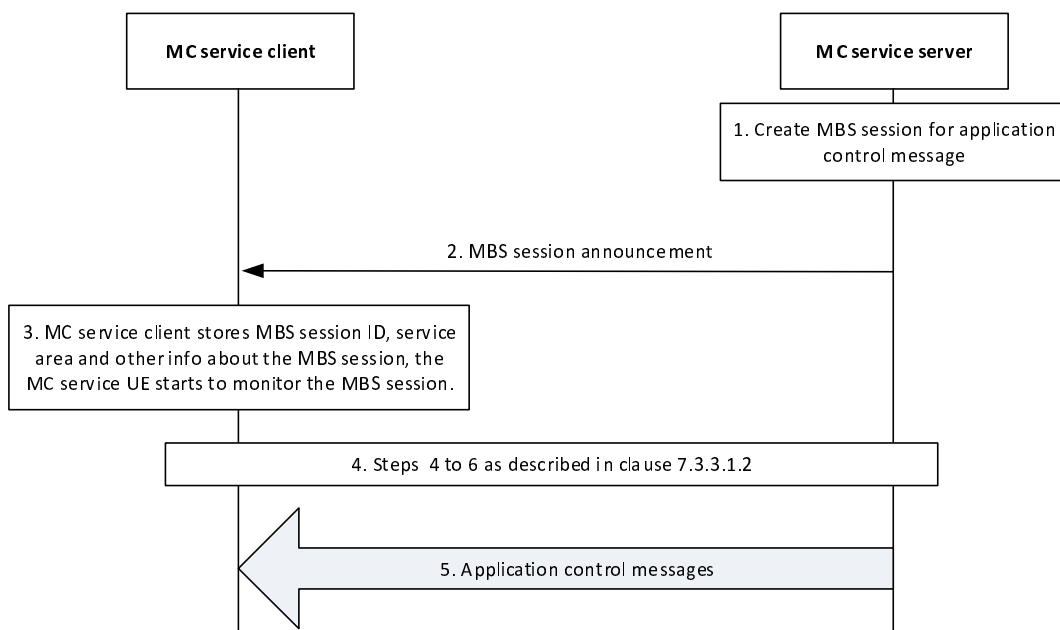 MC service client
MC service server
1. Create MBS session for application
control message
2. MBS session announcement
3. MC service client stores MBS session ID, service
area and other info about the MBS session, the
MC service UE starts to monitor the MBS session.
4. Steps 4 to 6 as described in clause 7.3.3.1.2
5. Application control messages